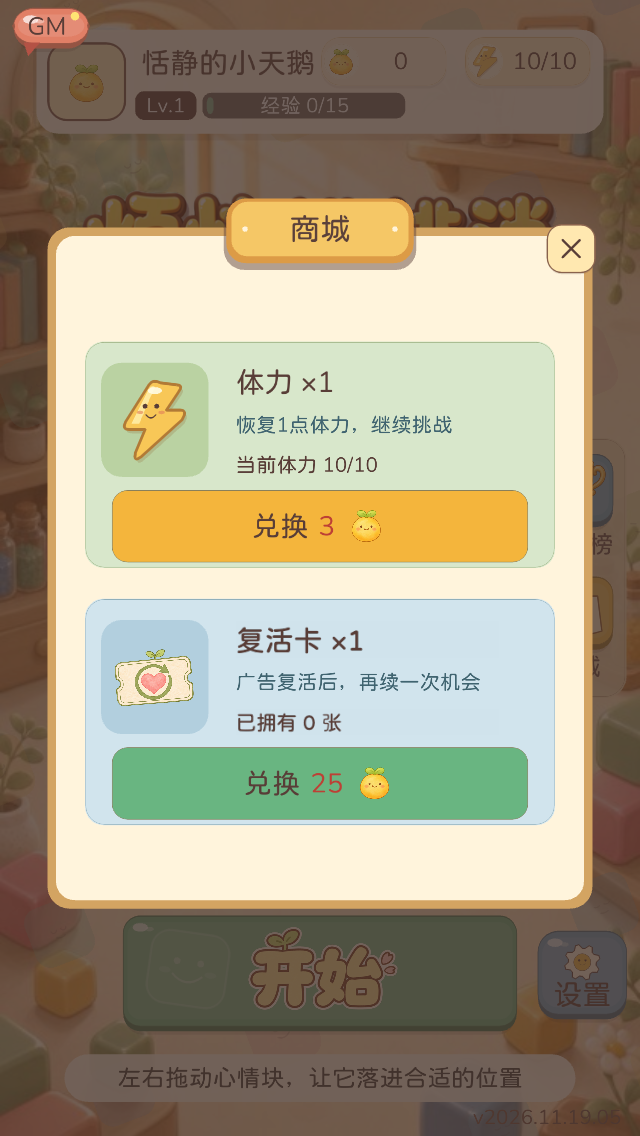 GM
恬静的小天鹅
0
10/10
Lv.1
经验 0/15
商城
体力 ×1
恢复1点体力，继续挑战
当前体力 10/10
兑换 3
复活卡 ×1
广告复活后，再续一次机会
已拥有 0 张
兑换 25
榜
开始
设置
左右拖动心情块，让它落进合适的位置